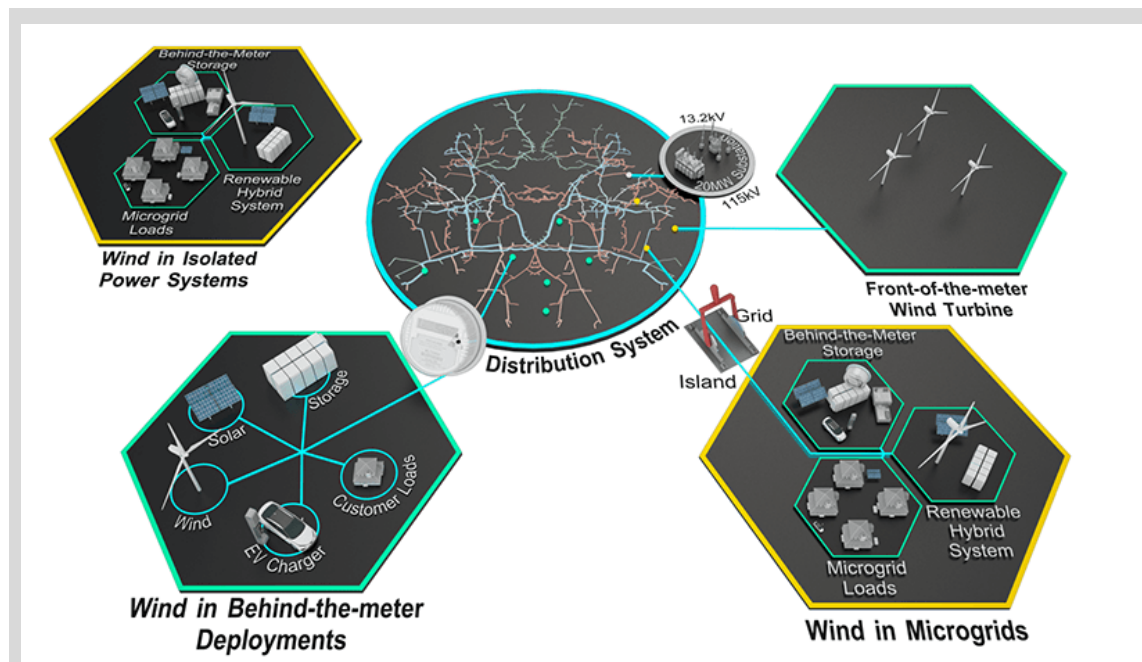 Behind-the-Meter
Storage
Renewable
Hybrid
System
Microgrid
Loads
Wind in Isolated
Power Systems
13.2kV
20MW Substation
115kV
Distribution System
Front-of-the-meter
Wind Turbine
Grid
Island
Storage
Solar
Wind
Customer Loads
EV Charger
Wind in Behind-the-meter
Deployments
Behind-the-Meter
Storage
Renewable
Hybrid
System
Microgrid
Loads
Wind in Microgrids